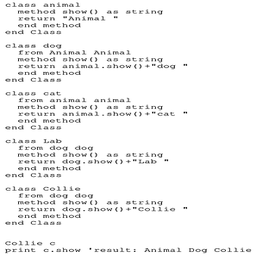 class animal
method show() as string
return "Animal "
end method
end Class
class dog
from Animal Animal
method show() as string
return animal.show()+"dog "
end method
end Class
class cat
from animal animal
method show() as string
return animal.show()+"cat "
end method
end Class
class Lab
from dog dog
method show() as string
return dog.show()+"Lab "
end method
end Class
class Collie
from dog dog
method show() as string
return dog.show()+"Collie "
end method
end Class
Collie c
print c.show 'result: Animal Dog Collie